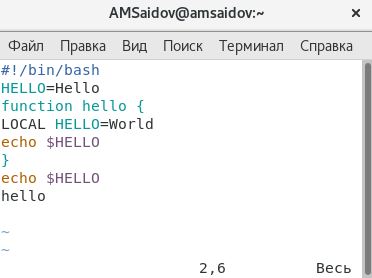 AMSaidov@amsaidov:~ ×
Файл Правка Вид Поиск Терминал Справка
#!/bin/bash
HELLO=Hello
function hello {
LOCAL HELLO=World
echo $HELLO
}
echo $HELLO
hello
~
~
2,6 Весь